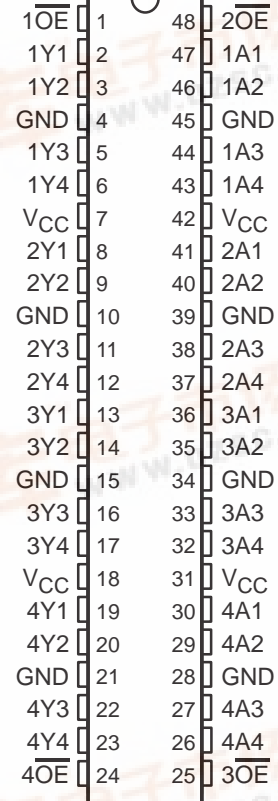 1O̅E̅ 1 48 2O̅E̅
1Y1 2 47 1A1
1Y2 3 46 1A2
GND 4 45 GND
1Y3 5 44 1A3
1Y4 6 43 1A4
VCC 7 42 VCC
2Y1 8 41 2A1
2Y2 9 40 2A2
GND 10 39 GND
2Y3 11 38 2A3
2Y4 12 37 2A4
3Y1 13 36 3A1
3Y2 14 35 3A2
GND 15 34 GND
3Y3 16 33 3A3
3Y4 17 32 3A4
VCC 18 31 VCC
4Y1 19 30 4A1
4Y2 20 29 4A2
GND 21 28 GND
4Y3 22 27 4A3
4Y4 23 26 4A4
4O̅E̅ 24 25 3O̅E̅